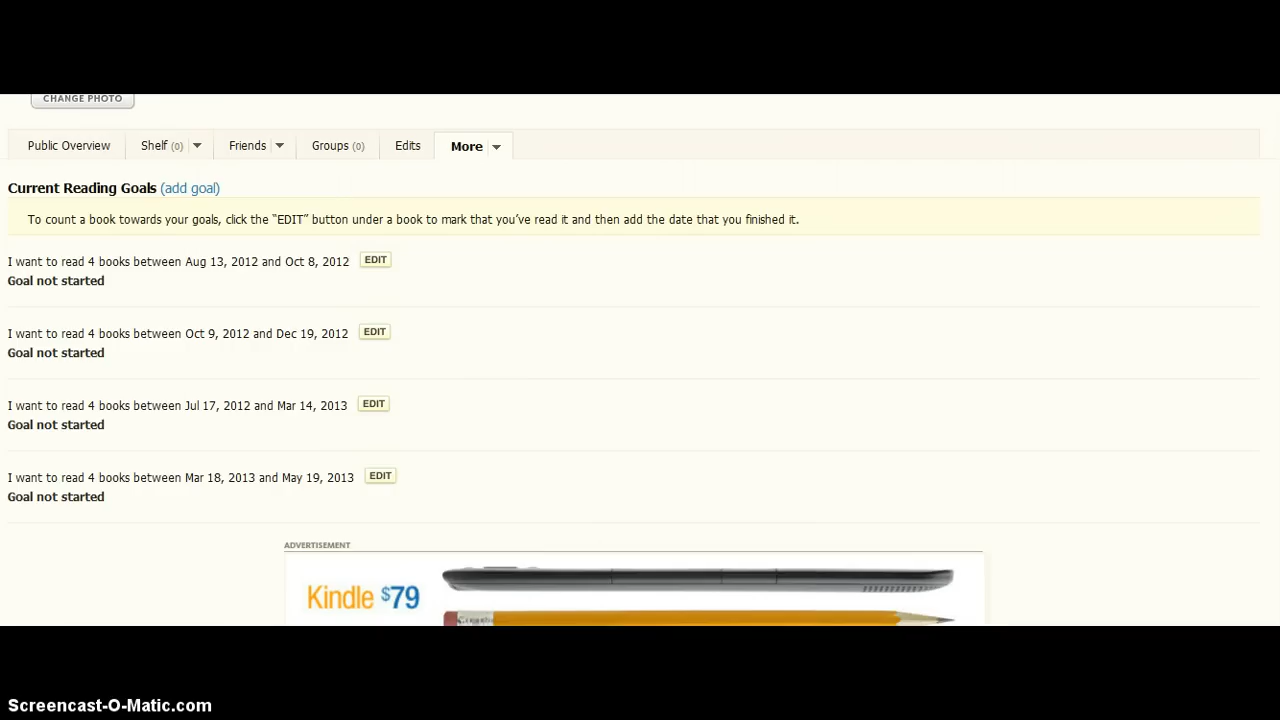 CHANGE PHOTO
Public Overview Shelf (0) Friends Groups (0) Edits More
Current Reading Goals (add goal)
To count a book towards your goals, click the “EDIT” button under a book to mark that you’ve read it and then add the date that you finished it.
I want to read 4 books between Aug 13, 2012 and Oct 8, 2012 EDIT
Goal not started
I want to read 4 books between Oct 9, 2012 and Dec 19, 2012 EDIT
Goal not started
I want to read 4 books between Jul 17, 2012 and Mar 14, 2013 EDIT
Goal not started
I want to read 4 books between Mar 18, 2013 and May 19, 2013 EDIT
Goal not started
ADVERTISEMENT
Kindle $79
Screencast-O-Matic.com